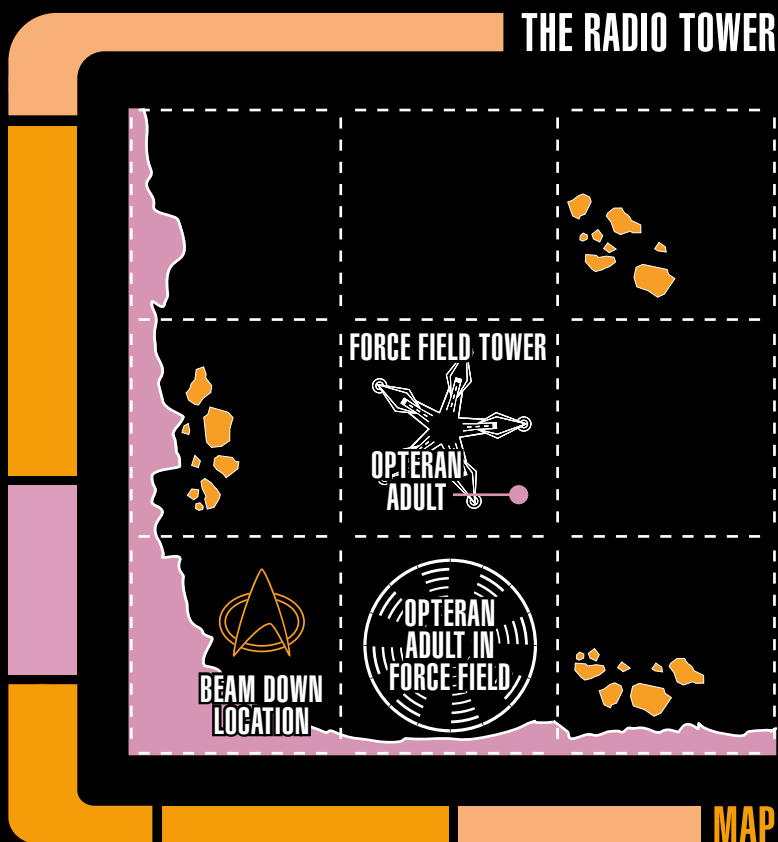 THE RADIO TOWER
FORCE FIELD TOWER
OPTERAN
ADULT
OPTERAN
ADULT IN
FORCE FIELD
BEAM DOWN
LOCATION
MAP